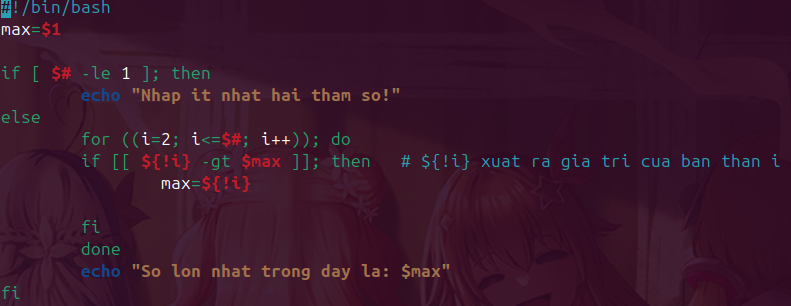 #!/bin/bash
max=$1

if [ $# -le 1 ]; then
        echo "Nhap it nhat hai tham so!"
else
        for ((i=2; i<=$#; i++)); do
        if [[ ${!i} -gt $max ]]; then   # ${!i} xuat ra gia tri cua ban than i
                max=${!i}

        fi
        done
        echo "So lon nhat trong day la: $max"
fi